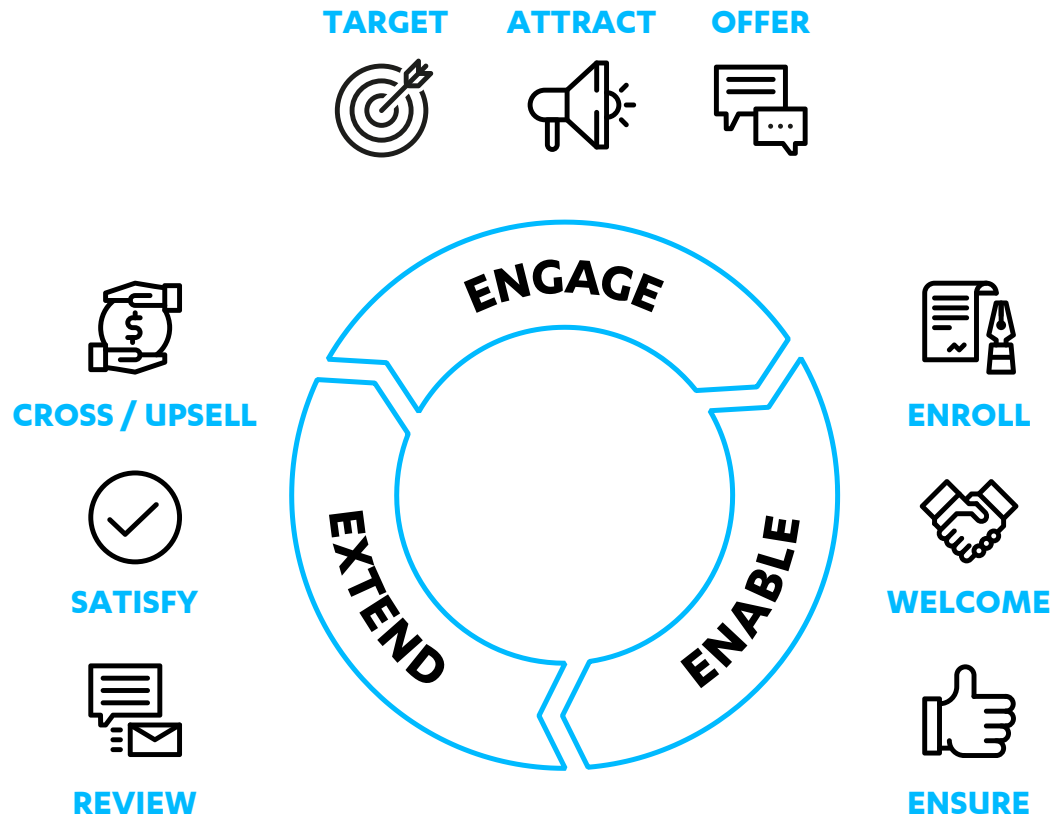 TARGET
ATTRACT
OFFER
ENGAGE
CROSS / UPSELL
ENROLL
SATISFY
EXTEND
ENABLE
WELCOME
REVIEW
ENSURE